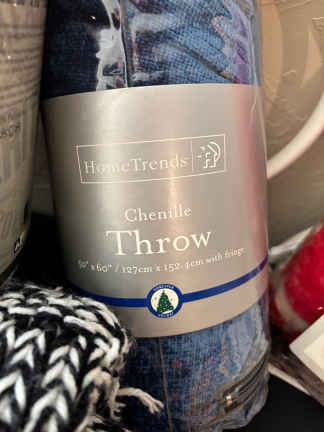 HomeTrends
Chenille
Throw
50" x 60" / 127cm x 152.4cm with fringe